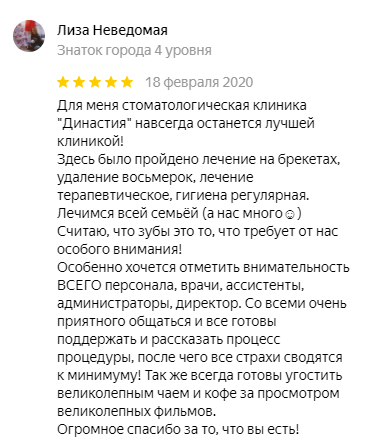 Лиза Неведомая
Знаток города 4 уровня
18 февраля 2020
Для меня стоматологическая клиника
"Династия" навсегда останется лучшей
клиникой!
Здесь было пройдено лечение на брекетах,
удаление восьмерок, лечение
терапевтическое, гигиена регулярная.
Лечимся всей семьёй (а нас много☺)
Считаю, что зубы это то, что требует от нас
особого внимания!
Особенно хочется отметить внимательность
ВСЕГО персонала, врачи, ассистенты,
администраторы, директор. Со всеми очень
приятного общаться и все готовы
поддержать и рассказать процесс
процедуры, после чего все страхи сводятся
к минимуму! Так же всегда готовы угостить
великолепным чаем и кофе за просмотром
великолепных фильмов.
Огромное спасибо за то, что вы есть!